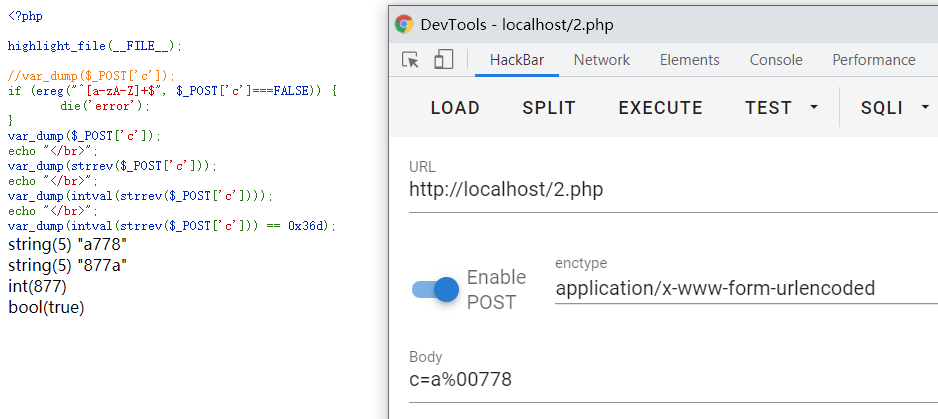 <?php
highlight_file(__FILE__);
//var_dump($_POST['c']);
if (ereg("^[a-zA-Z]+$", $_POST['c']===FALSE)) {
die('error');
}
var_dump($_POST['c']);
echo "</br>";
var_dump(strrev($_POST['c']));
echo "</br>";
var_dump(intval(strrev($_POST['c'])));
echo "</br>";
var_dump(intval(strrev($_POST['c'])) == 0x36d);
string(5) "a778"
string(5) "877a"
int(877)
bool(true)
DevTools - localhost/2.php
HackBar Network Elements Console Performance
LOAD SPLIT EXECUTE TEST SQLI
URL
http://localhost/2.php
Enable POST
enctype
application/x-www-form-urlencoded
Body
c=a%00778